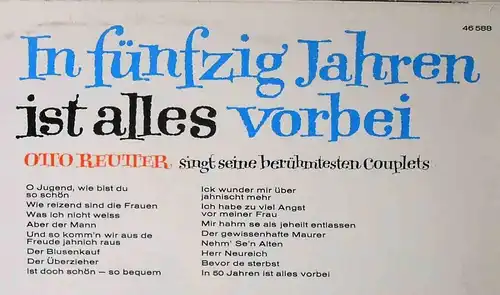 46 588
In fünfzig Jahren
ist alles vorbei
OTTO REUTTER singt seine berühmtesten Couplets
O Jugend, wie bist du
so schön
Wie reizend sind die Frauen
Was ich nicht weiss
Aber der Mann
Und so komm'n wir aus de
Freude jahnich raus
Der Blusenkauf
Der Überzieher
Ist doch schön – so bequem
Ick wunder mir über
jahnischt mehr
Ich habe zu viel Angst
vor meiner Frau
Mir hahm se als jeheilt entlassen
Der gewissenhafte Maurer
Nehm' Se'n Alten
Herr Neureich
Bevor de sterbst
In 50 Jahren ist alles vorbei